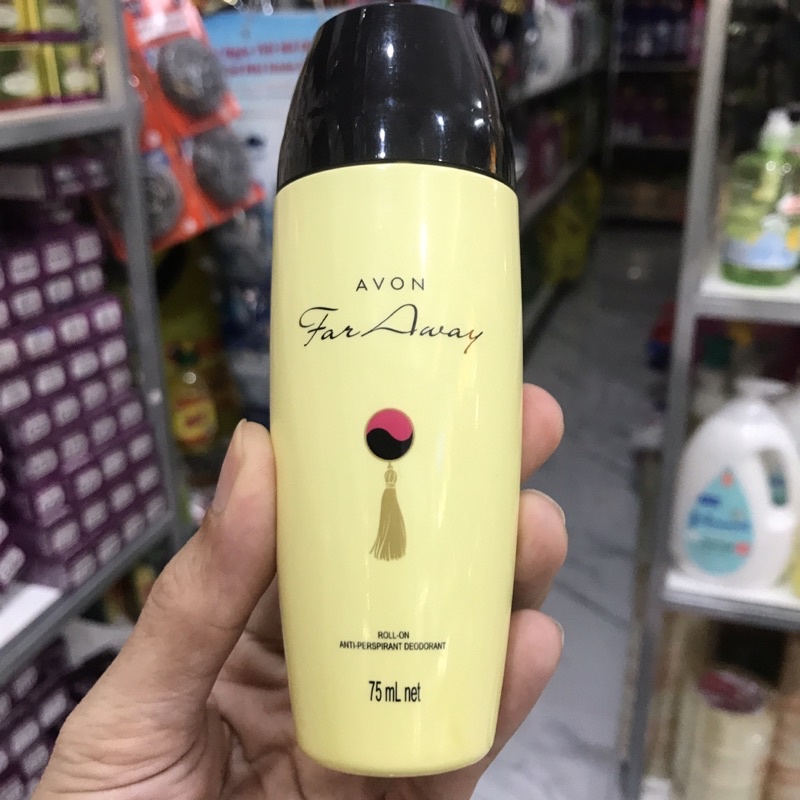 AVON
Far Away
ROLL-ON
ANTI-PERSPIRANT DEODORANT
75 mL net